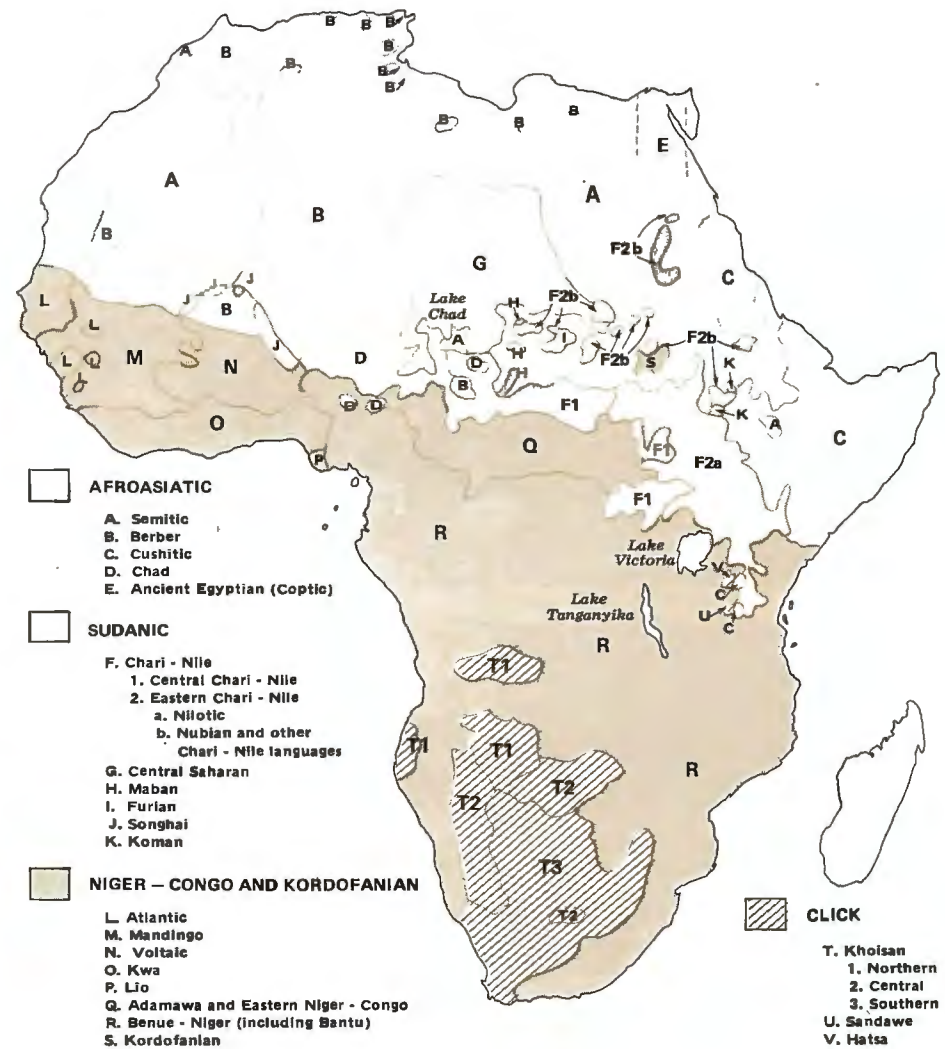 B B B
A B B
B B
B
B B B
E
A A
B
B F2b
G C
J
L J J B J
Lake
Chad
H F2b
L A I F2b S F2b K
M N J D D H
L Q B H K A
C
O D D F1
Q F1 F2a
P F1
AFROASIATIC
A. Semitic
B. Berber
C. Cushitic
D. Chad
E. Ancient Egyptian (Coptic)
SUDANIC
F. Chari - Nile
1. Central Chari - Nile
2. Eastern Chari - Nile
a. Nilotic
b. Nubian and other
Chari - Nile languages
G. Central Saharan
H. Maban
I. Furian
J. Songhai
K. Koman
NIGER – CONGO AND KORDOFANIAN
L. Atlantic
M. Mandingo
N. Voltaic
O. Kwa
P. Lio
Q. Adamawa and Eastern Niger - Congo
R. Benue - Niger (including Bantu)
S. Kordofanian
R
Lake
Victoria
V
C
U
C
Lake
Tanganyika
R
T1
T1 T1
T2 T2 R
T3
T2
CLICK
T. Khoisan
1. Northern
2. Central
3. Southern
U. Sandawe
V. Hatsa